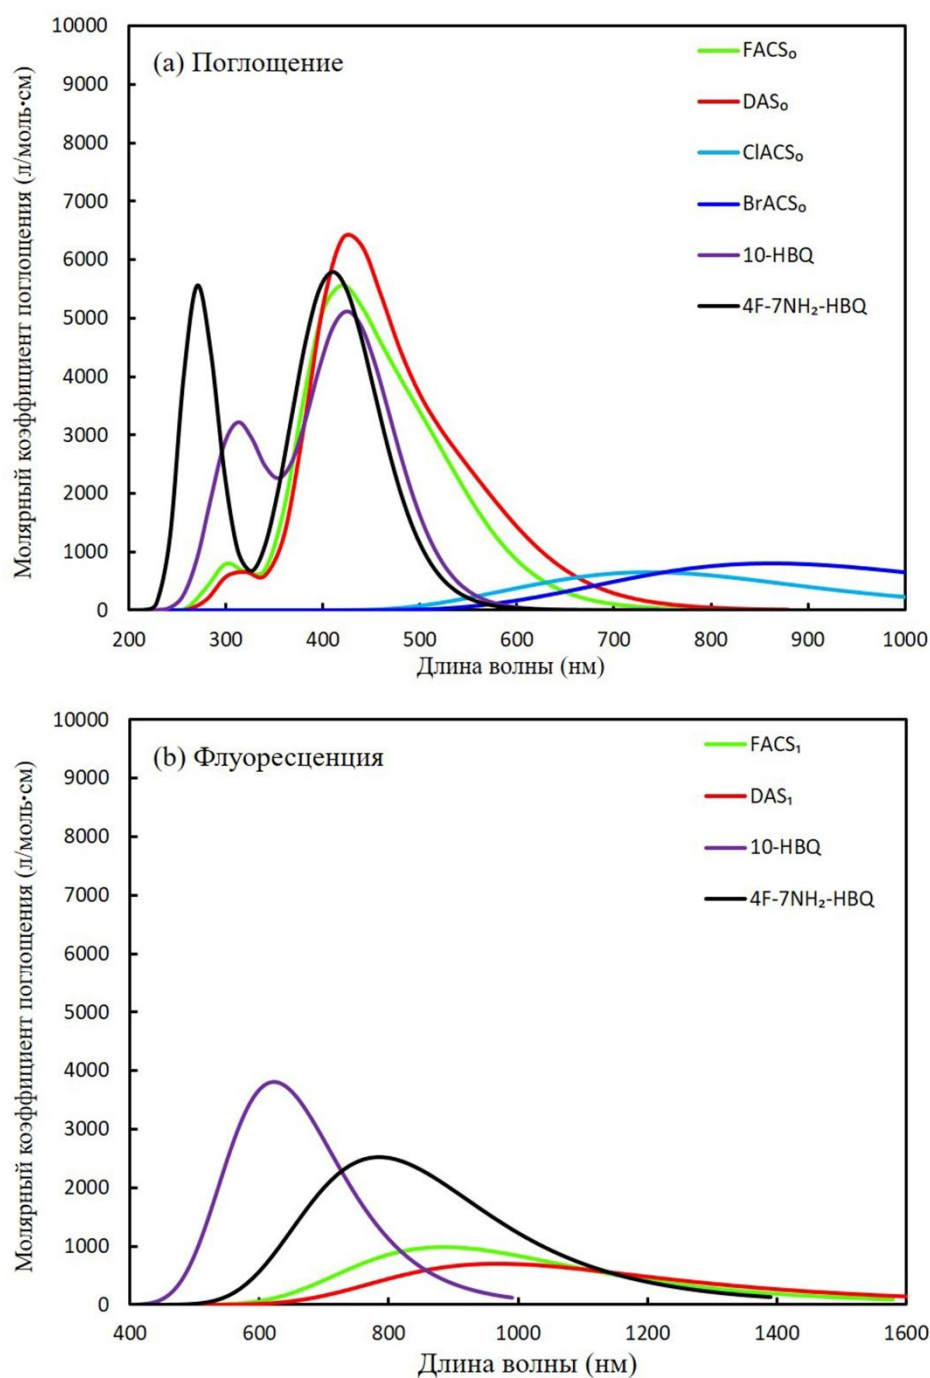 (a) Поглощение
Молярный коэффициент поглощения (л/моль·см)
10000
9000
8000
7000
6000
5000
4000
3000
2000
1000
0
200 300 400 500 600 700 800 900 1000
Длина волны (нм)
FACS₀
DAS₀
ClACS₀
BrACS₀
10-HBQ
4F-7NH₂-HBQ
(b) Флуоресценция
Молярный коэффициент поглощения (л/моль·см)
10000
9000
8000
7000
6000
5000
4000
3000
2000
1000
0
400 600 800 1000 1200 1400 1600
Длина волны (нм)
FACS₁
DAS₁
10-HBQ
4F-7NH₂-HBQ